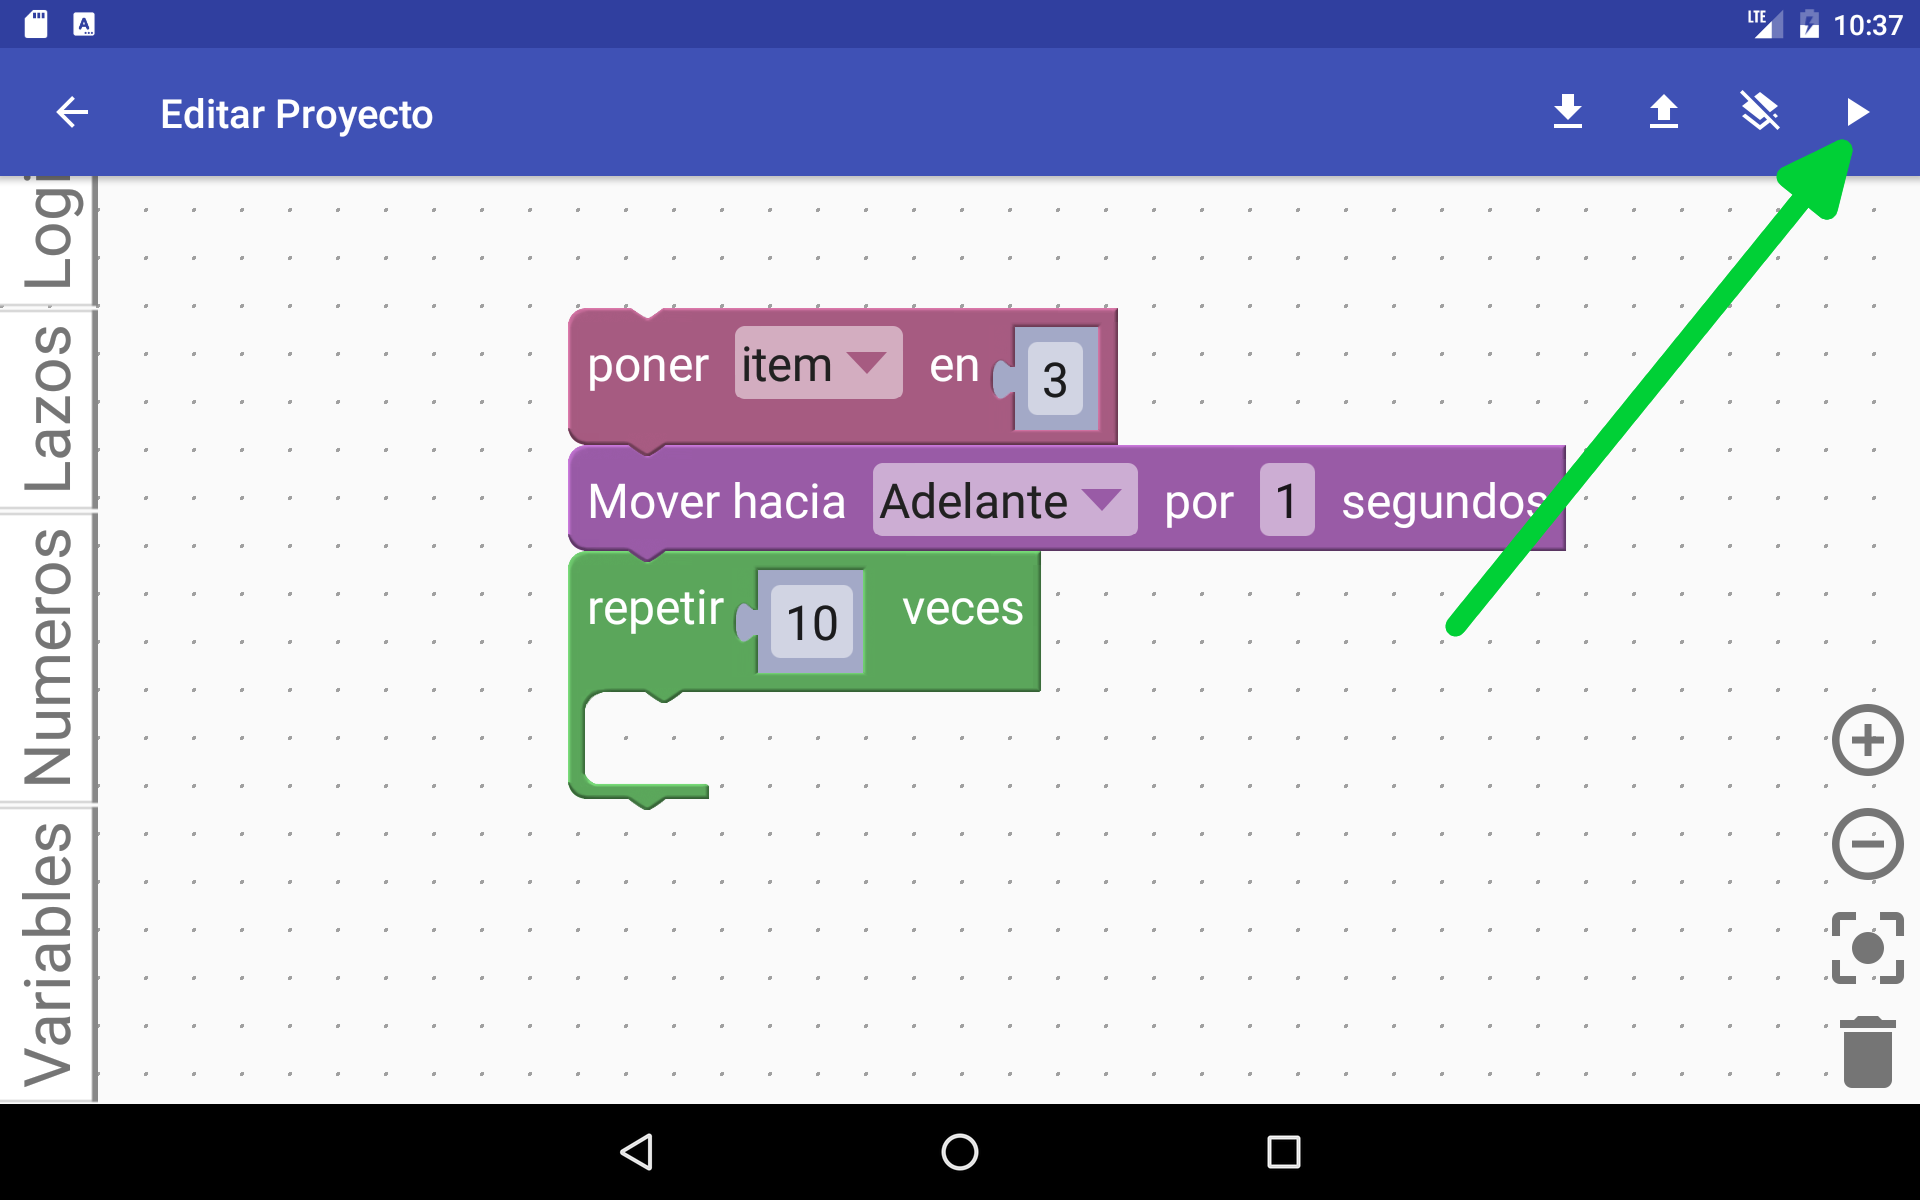 LTE 10:37
A
Editar Proyecto
Logi
Lazos
Numeros
Variables
poner item en 3
Mover hacia Adelante por 1 segundos
repetir 10 veces